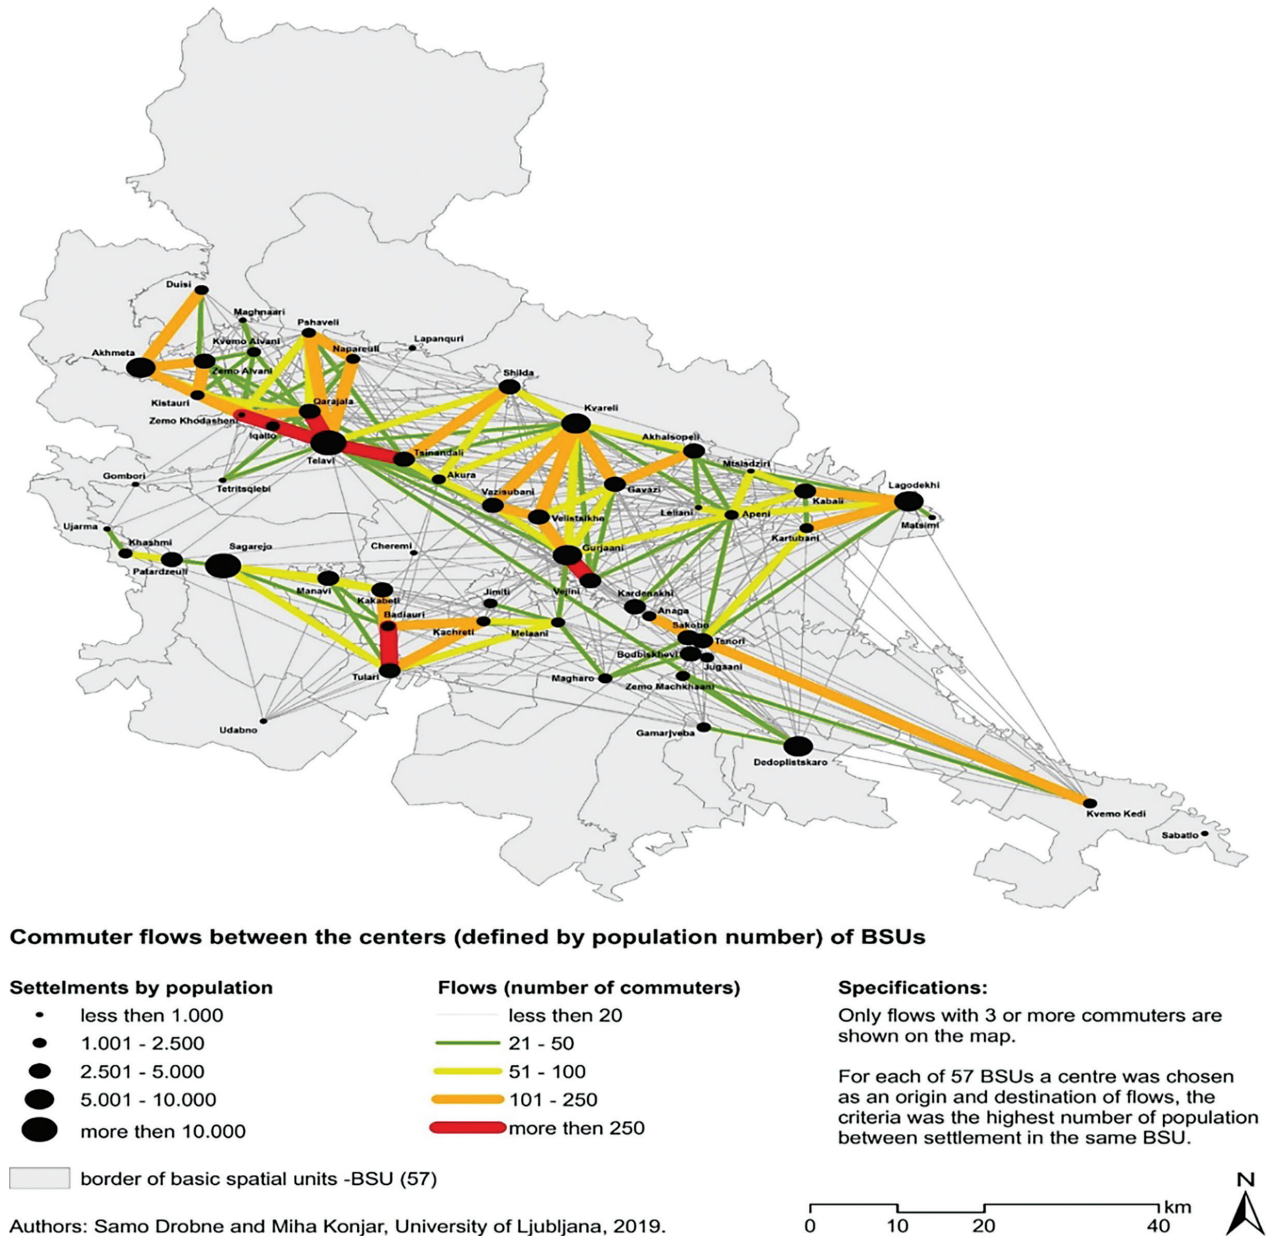 Duisi
Maghnaari
Pshaveli
Kvemo Alvani
Napareuli
Lapanquri
Akhmeta
Zemo Alvani
Shilda
Kistauri
Qarajala
Kvareli
Zemo Khodasheni
Iqalto
Akhalsopeli
Telavi
Tsinandali
Mtsisdziri
Gombori
Akura
Lagodekhi
Tetritsqlebi
Vazisubani
Gavazi
Kabali
Leliani
Apeni
Matsimi
Ujarma
Velistsikhe
Kartubani
Khashmi
Sagarejo
Cheremi
Gurjaani
Patardzeuli
Manavi
Vejini
Jimiti
Kardenakhi
Kakabeti
Anaga
Badiauri
Sakobo
Kachreti
Melaani
Tsnori
Bodbiskhevi
Jugaani
Tulari
Magharo
Zemo Machkhaani
Udabno
Gamarjveba
Dedoplistskaro
Kvemo Kedi
Sabatlo
Commuter flows between the centers (defined by population number) of BSUs
Settelments by population
less then 1.000
1.001 - 2.500
2.501 - 5.000
5.001 - 10.000
more then 10.000
border of basic spatial units -BSU (57)
Authors: Samo Drobne and Miha Konjar, University of Ljubljana, 2019.
Flows (number of commuters)
less then 20
21 - 50
51 - 100
101 - 250
more then 250
Specifications:
Only flows with 3 or more commuters are
shown on the map.
For each of 57 BSUs a centre was chosen
as an origin and destination of flows, the
criteria was the highest number of population
between settlement in the same BSU.
km
0 10 20 40
N